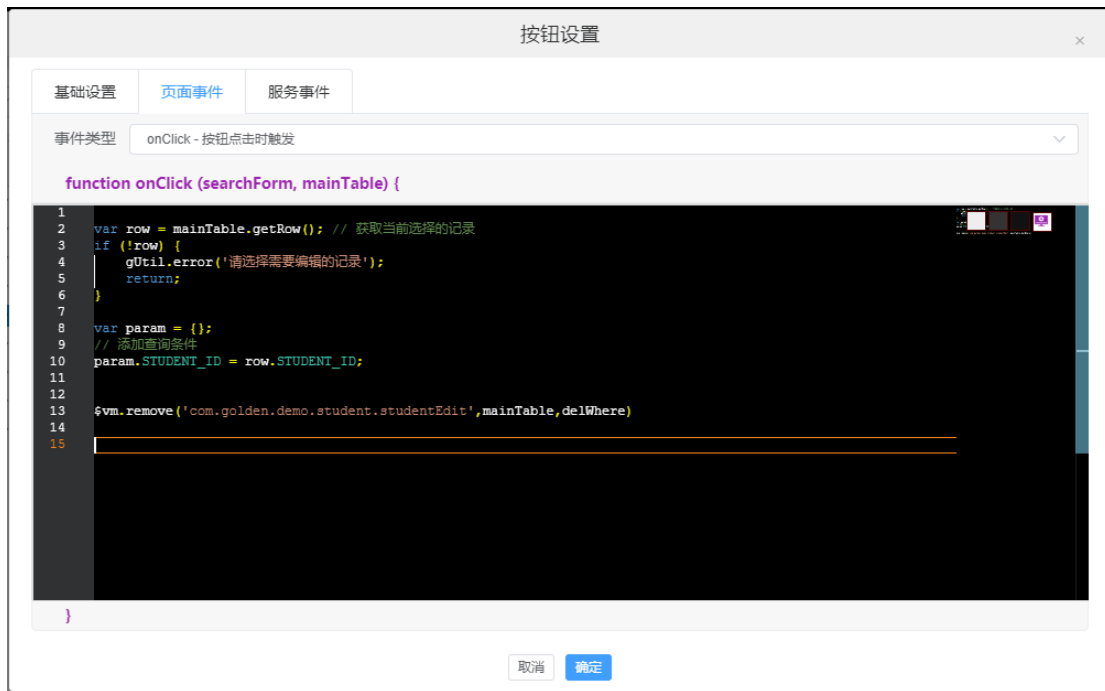 按钮设置
×
基础设置 页面事件 服务事件
事件类型 onClick - 按钮点击时触发
function onClick (searchForm, mainTable) {
1
2 var row = mainTable.getRow(); // 获取当前选择的记录
3 if (!row) {
4 gUtil.error('请选择需要编辑的记录');
5 return;
6 }
7
8 var param = {};
9 // 添加查询条件
10 param.STUDENT_ID = row.STUDENT_ID;
11
12
13 $vm.remove('com.golden.demo.student.studentEdit',mainTable,delWhere)
14
15
}
取消 确定